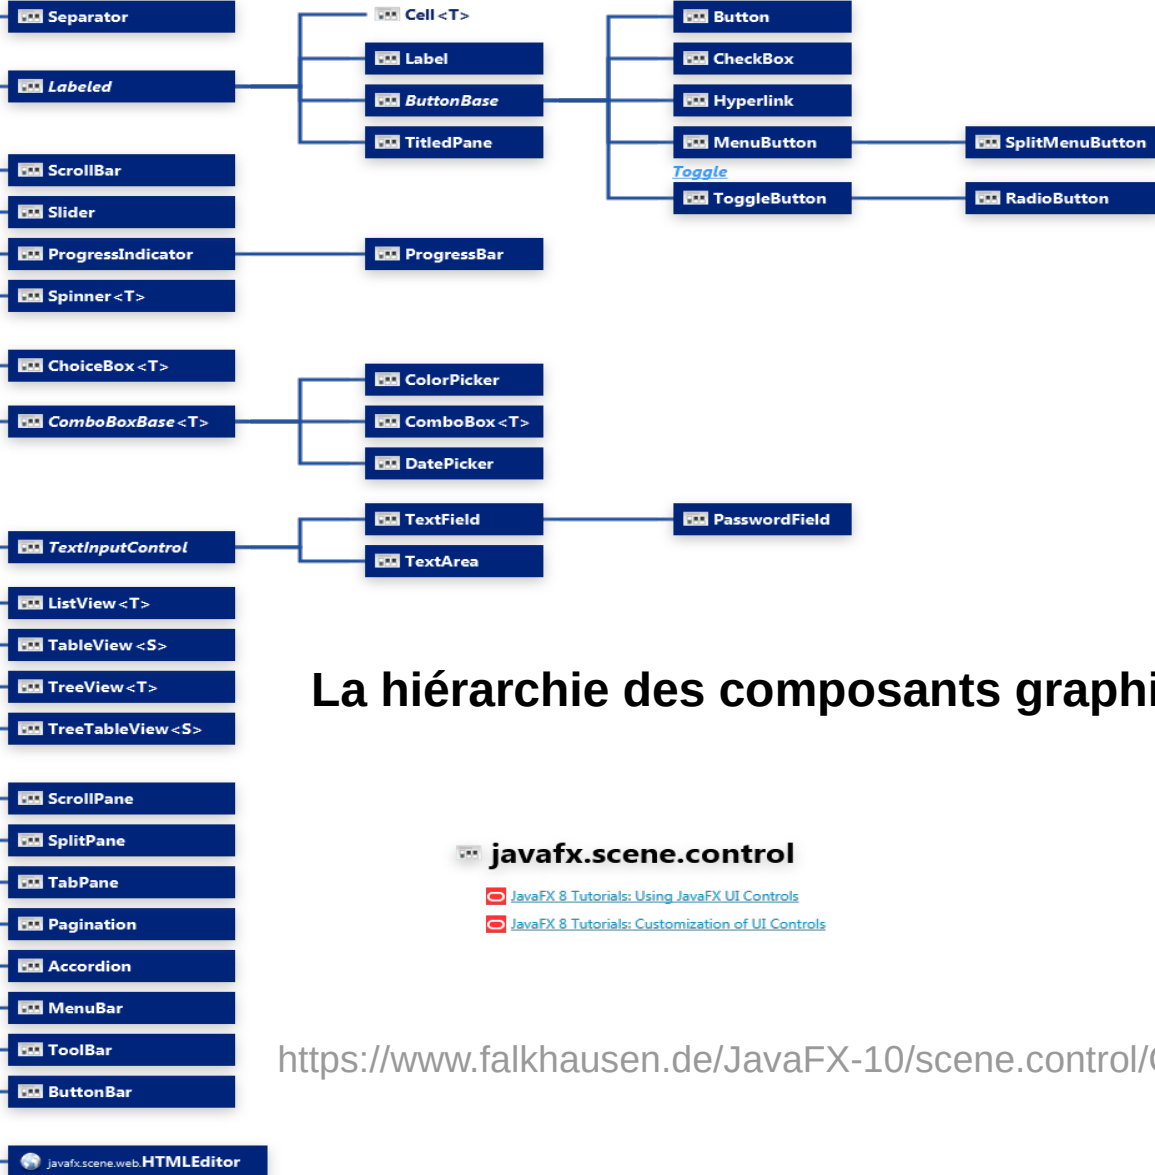 Separator
Cell<T>
Button
Label
CheckBox
Labeled
ButtonBase
Hyperlink
TitledPane
MenuButton
SplitMenuButton
Toggle
ScrollBar
ToggleButton
RadioButton
Slider
ProgressIndicator
ProgressBar
Spinner<T>
ChoiceBox<T>
ColorPicker
ComboBoxBase<T>
ComboBox<T>
DatePicker
TextField
PasswordField
TextInputControl
TextArea
ListView<T>
TableView<S>
TreeView<T>
La hiérarchie des composants graphi
TreeTableView<S>
ScrollPane
SplitPane
javafx.scene.control
TabPane
JavaFX 8 Tutorials: Using JavaFX UI Controls
Pagination
JavaFX 8 Tutorials: Customization of UI Controls
Accordion
MenuBar
ToolBar
https://www.falkhausen.de/JavaFX-10/scene.control/
ButtonBar
javafx.scene.web.HTMLEditor